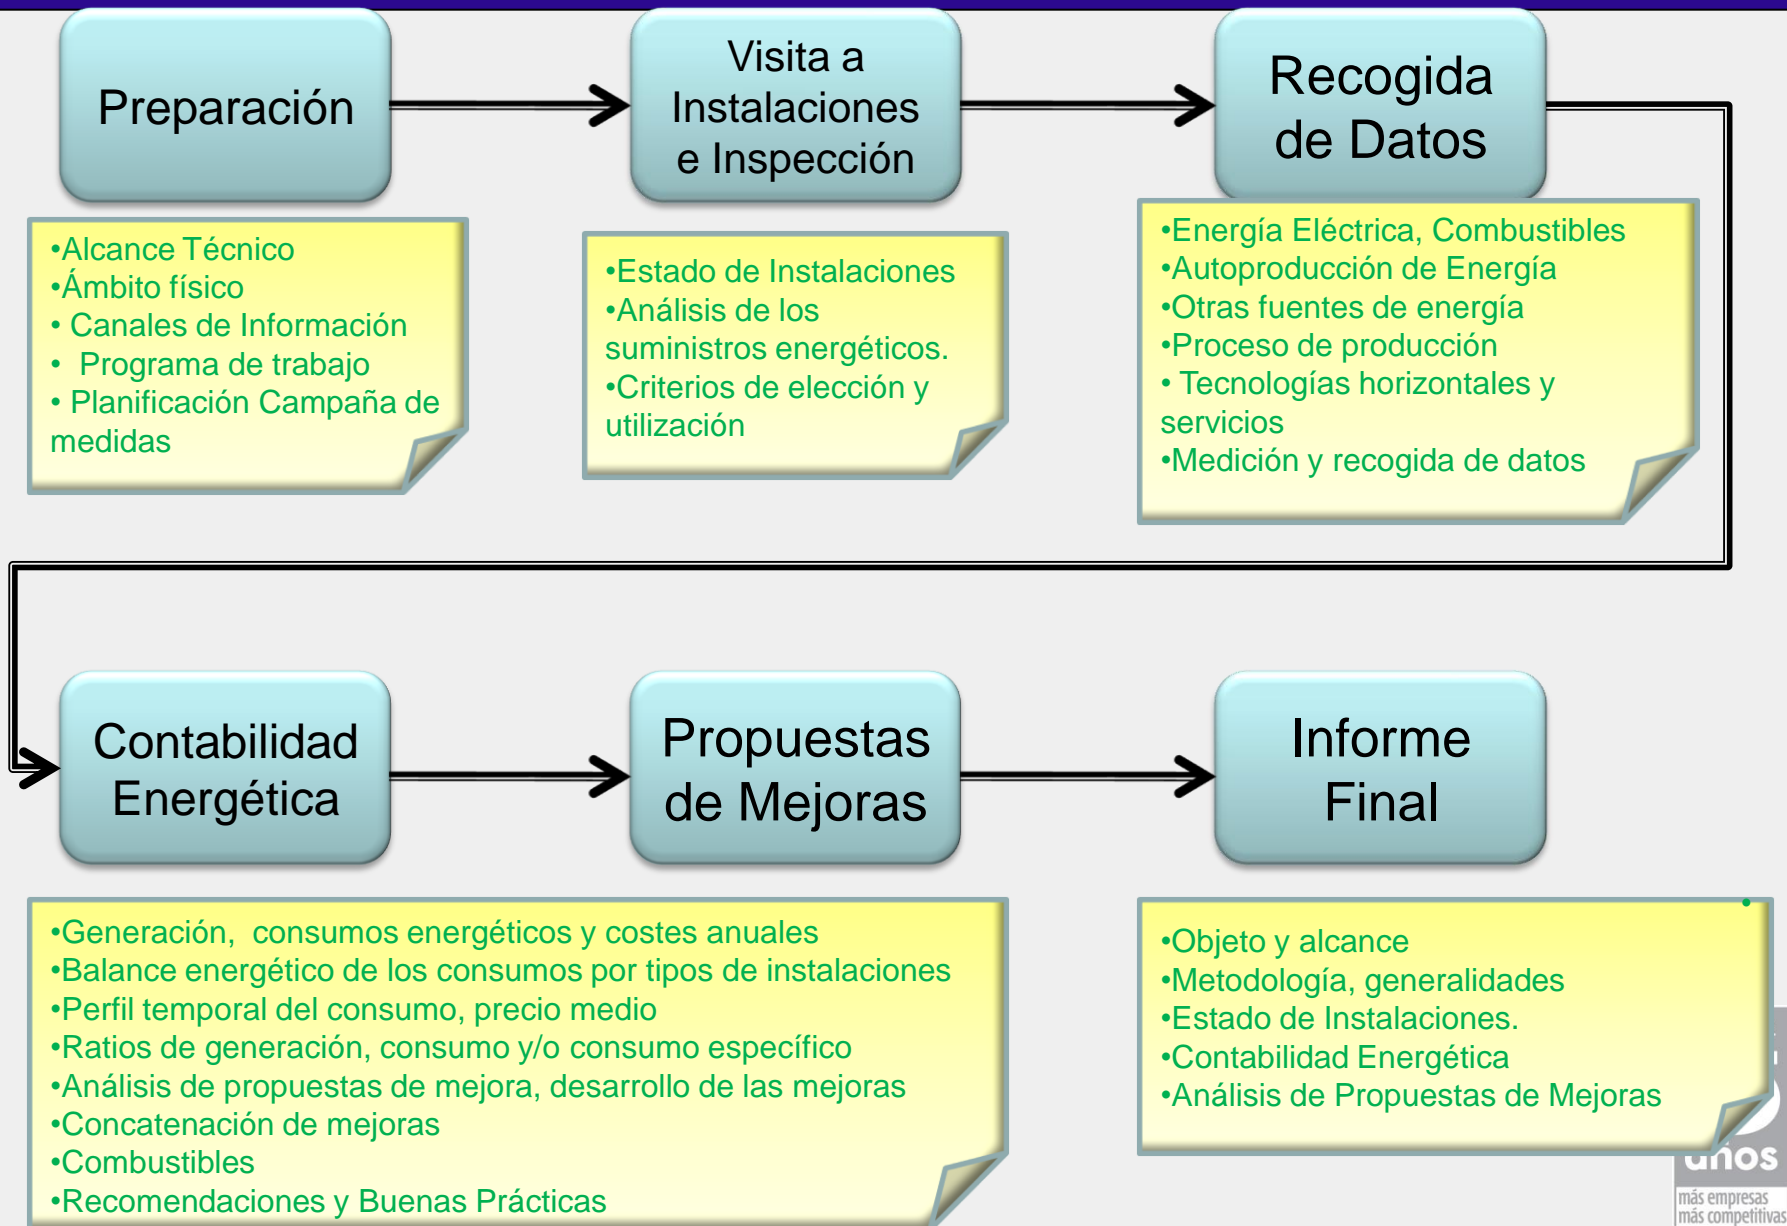 Preparación
Visita a
Instalaciones
e Inspección
Recogida
de Datos
•Alcance Técnico
•Ámbito físico
• Canales de Información
• Programa de trabajo
• Planificación Campaña de
medidas
•Estado de Instalaciones
•Análisis de los
suministros energéticos.
•Criterios de elección y
utilización
•Energía Eléctrica, Combustibles
•Autoproducción de Energía
•Otras fuentes de energía
•Proceso de producción
• Tecnologías horizontales y
servicios
•Medición y recogida de datos
Contabilidad
Energética
Propuestas
de Mejoras
Informe
Final
•Generación, consumos energéticos y costes anuales
•Balance energético de los consumos por tipos de instalaciones
•Perfil temporal del consumo, precio medio
•Ratios de generación, consumo y/o consumo específico
•Análisis de propuestas de mejora, desarrollo de las mejoras
•Concatenación de mejoras
•Combustibles
•Recomendaciones y Buenas Prácticas
•
•Objeto y alcance
•Metodología, generalidades
•Estado de Instalaciones.
•Contabilidad Energética
•Análisis de Propuestas de Mejoras
años
más empresas
más competitivas